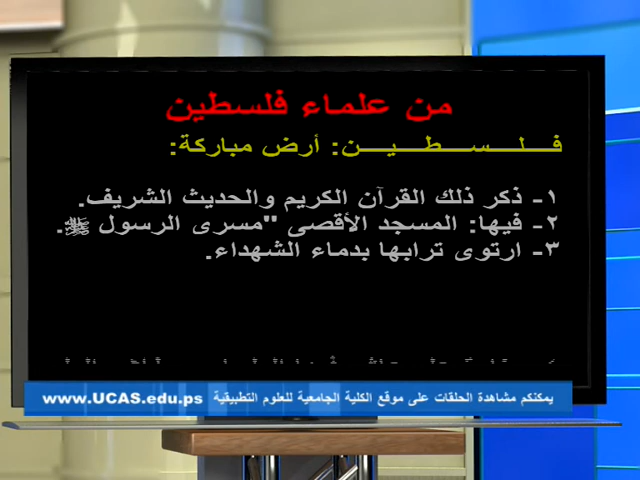 من علماء فلسطين
فـــلـــســـطـــيـــن: أرض مباركة:
١- ذكر ذلك القرآن الكريم والحديث الشريف.
٢- فيها: المسجد الأقصى "مسرى الرسول ﷺ.
٣- ارتوى ترابها بدماء الشهداء.
يمكنكم مشاهدة الحلقات على موقع الكلية الجامعية للعلوم التطبيقية www.UCAS.edu.ps